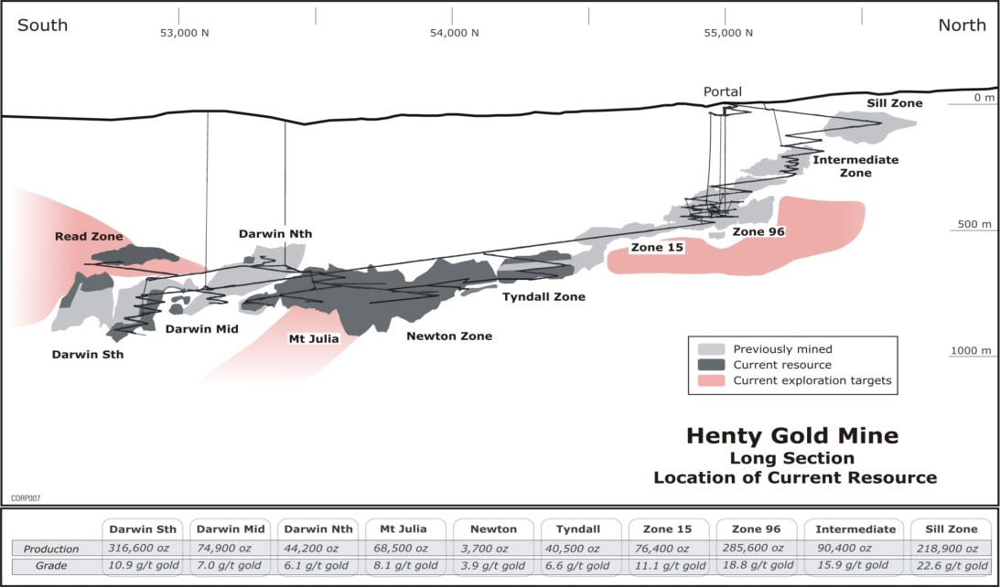 South
North
53,000 N
54,000 N
55,000 N
Portal
0 m
Sill Zone
Intermediate
Zone
500 m
Read Zone
Darwin Nth
Zone 96
Zone 15
Tyndall Zone
Darwin Mid
Mt Julia
Newton Zone
Darwin Sth
Previously mined
Current resource
Current exploration targets
1000 m
Henty Gold Mine
Long Section
Location of Current Resource
CORP007
Darwin Sth Darwin Mid Darwin Nth Mt Julia Newton Tyndall Zone 15 Zone 96 Intermediate Sill Zone
Production 316,600 oz 74,900 oz 44,200 oz 68,500 oz 3,700 oz 40,500 oz 76,400 oz 285,600 oz 90,400 oz 218,900 oz
Grade 10.9 g/t gold 7.0 g/t gold 6.1 g/t gold 8.1 g/t gold 3.9 g/t gold 6.6 g/t gold 11.1 g/t gold 18.8 g/t gold 15.9 g/t gold 22.6 g/t gold